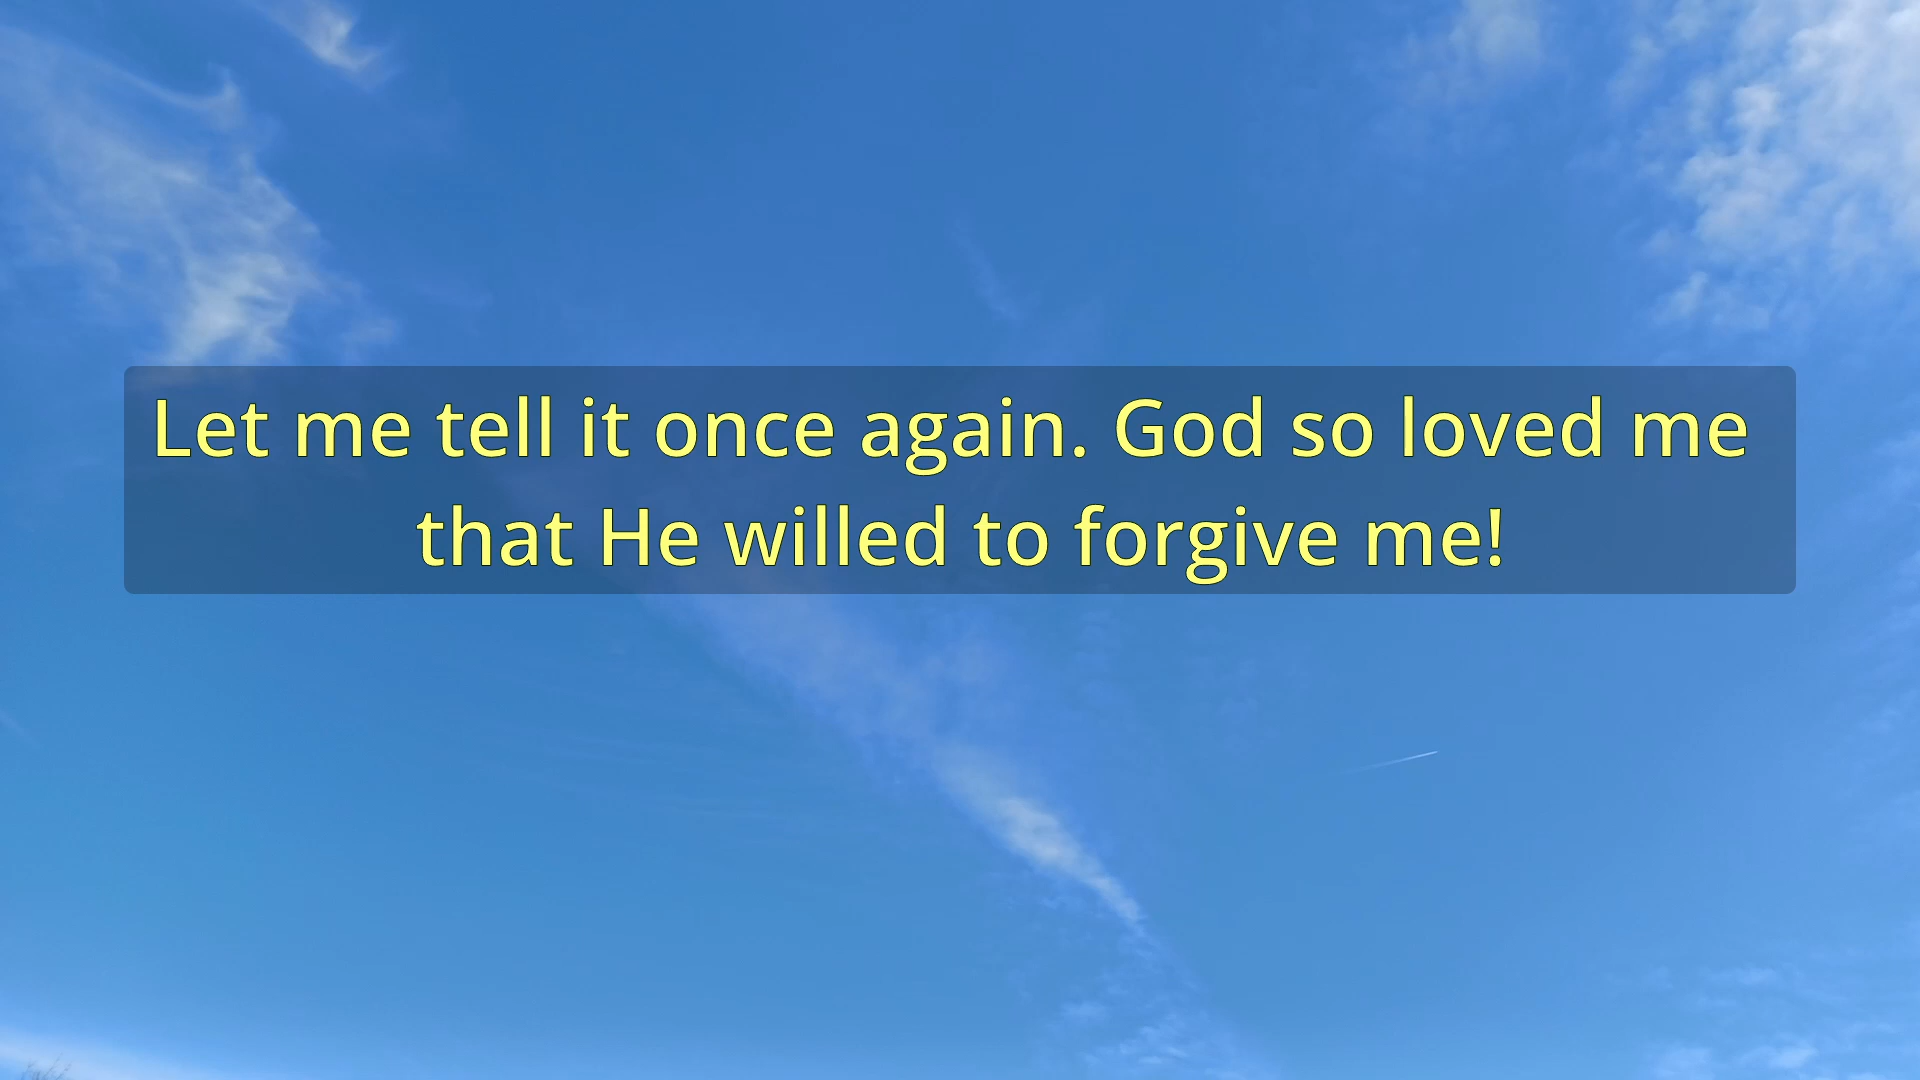 Let me tell it once again. God so loved me
that He willed to forgive me!